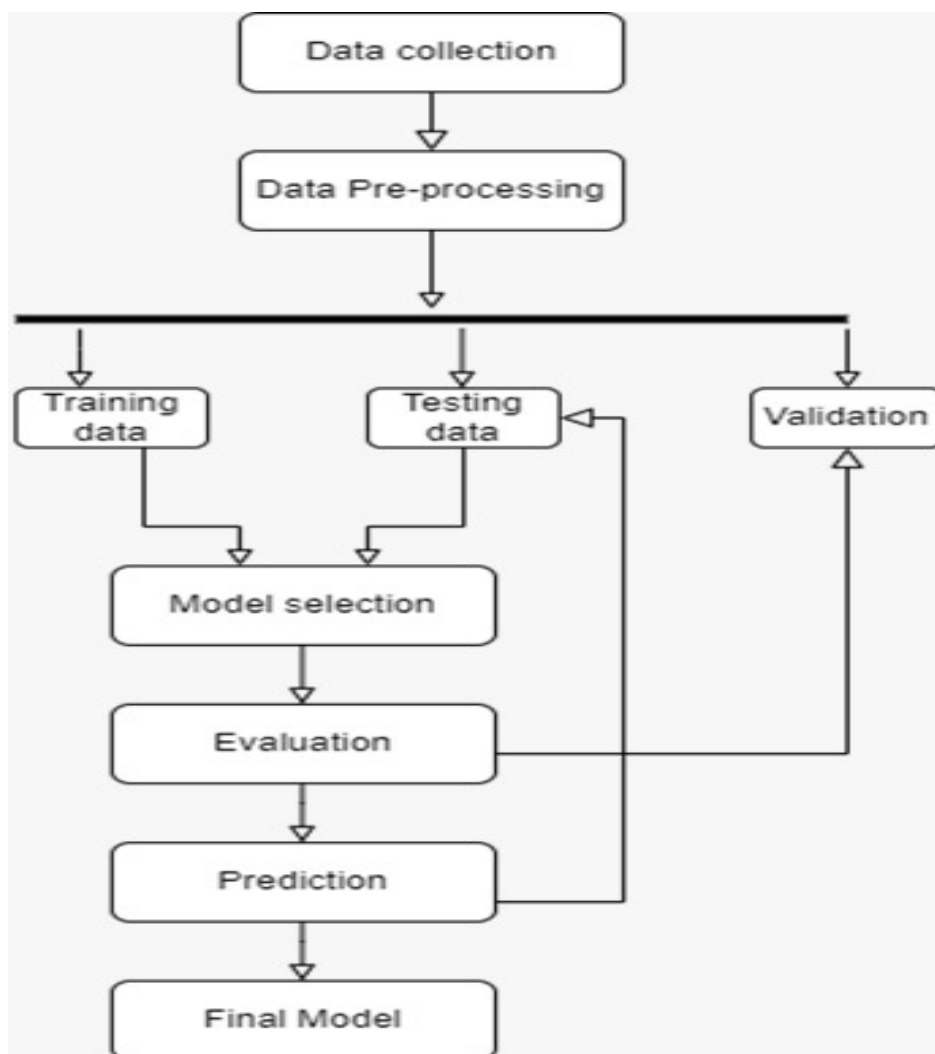 Data collection
Data Pre-processing
Training
data
Testing
data
Validation
Model selection
Evaluation
Prediction
Final Model